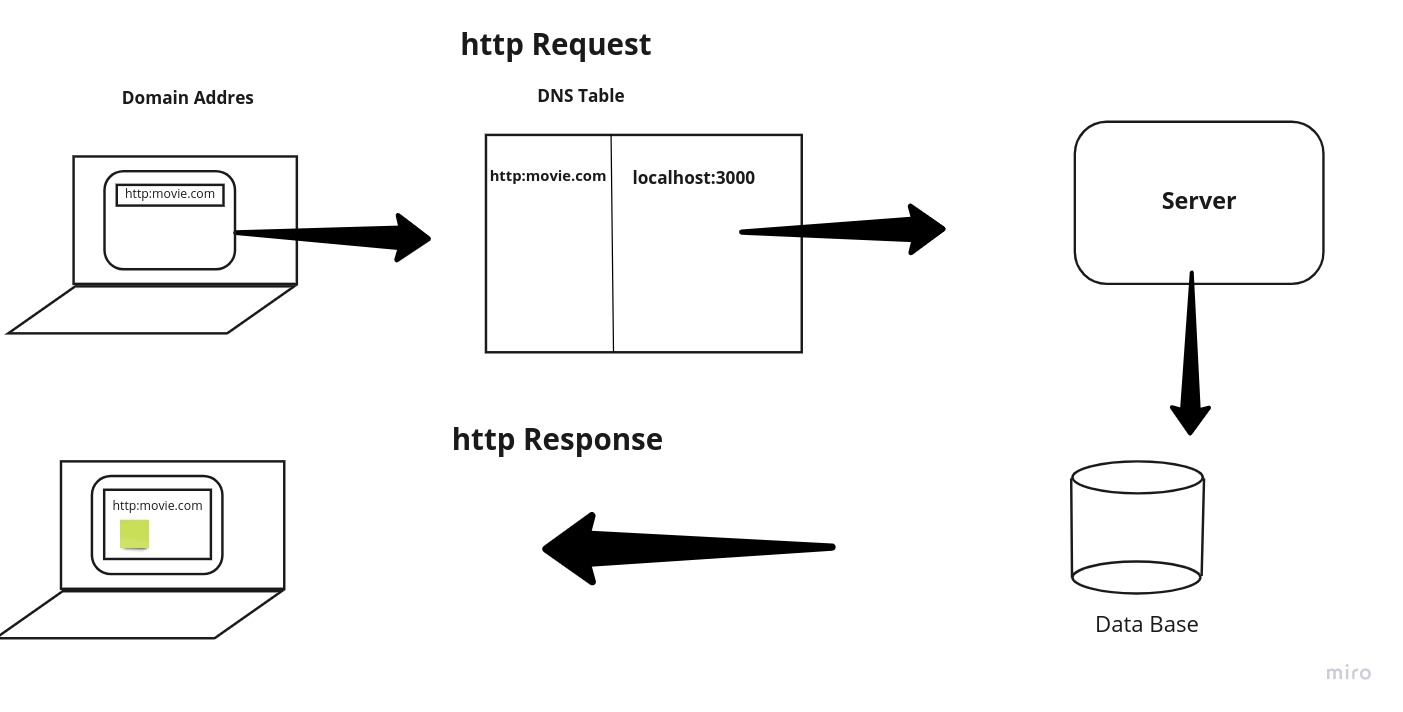 http Request
Domain Addres
DNS Table
http:movie.com
http:movie.com
localhost:3000
Server
http Response
http:movie.com
Data Base
miro